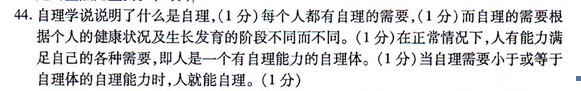 44. 自理学说说明了什么是自理,(1 分)每个人都有自理的需要,(1 分)而自理的需要根
据个人的健康状况及生长发育的阶段不同而不同。(1 分)在正常情况下,人有能力满
足自己的各种需要,即人是一个有自理能力的自理体。(1 分)当自理需要小于或等于
自理体的自理能力时,人就能自理。(1 分)